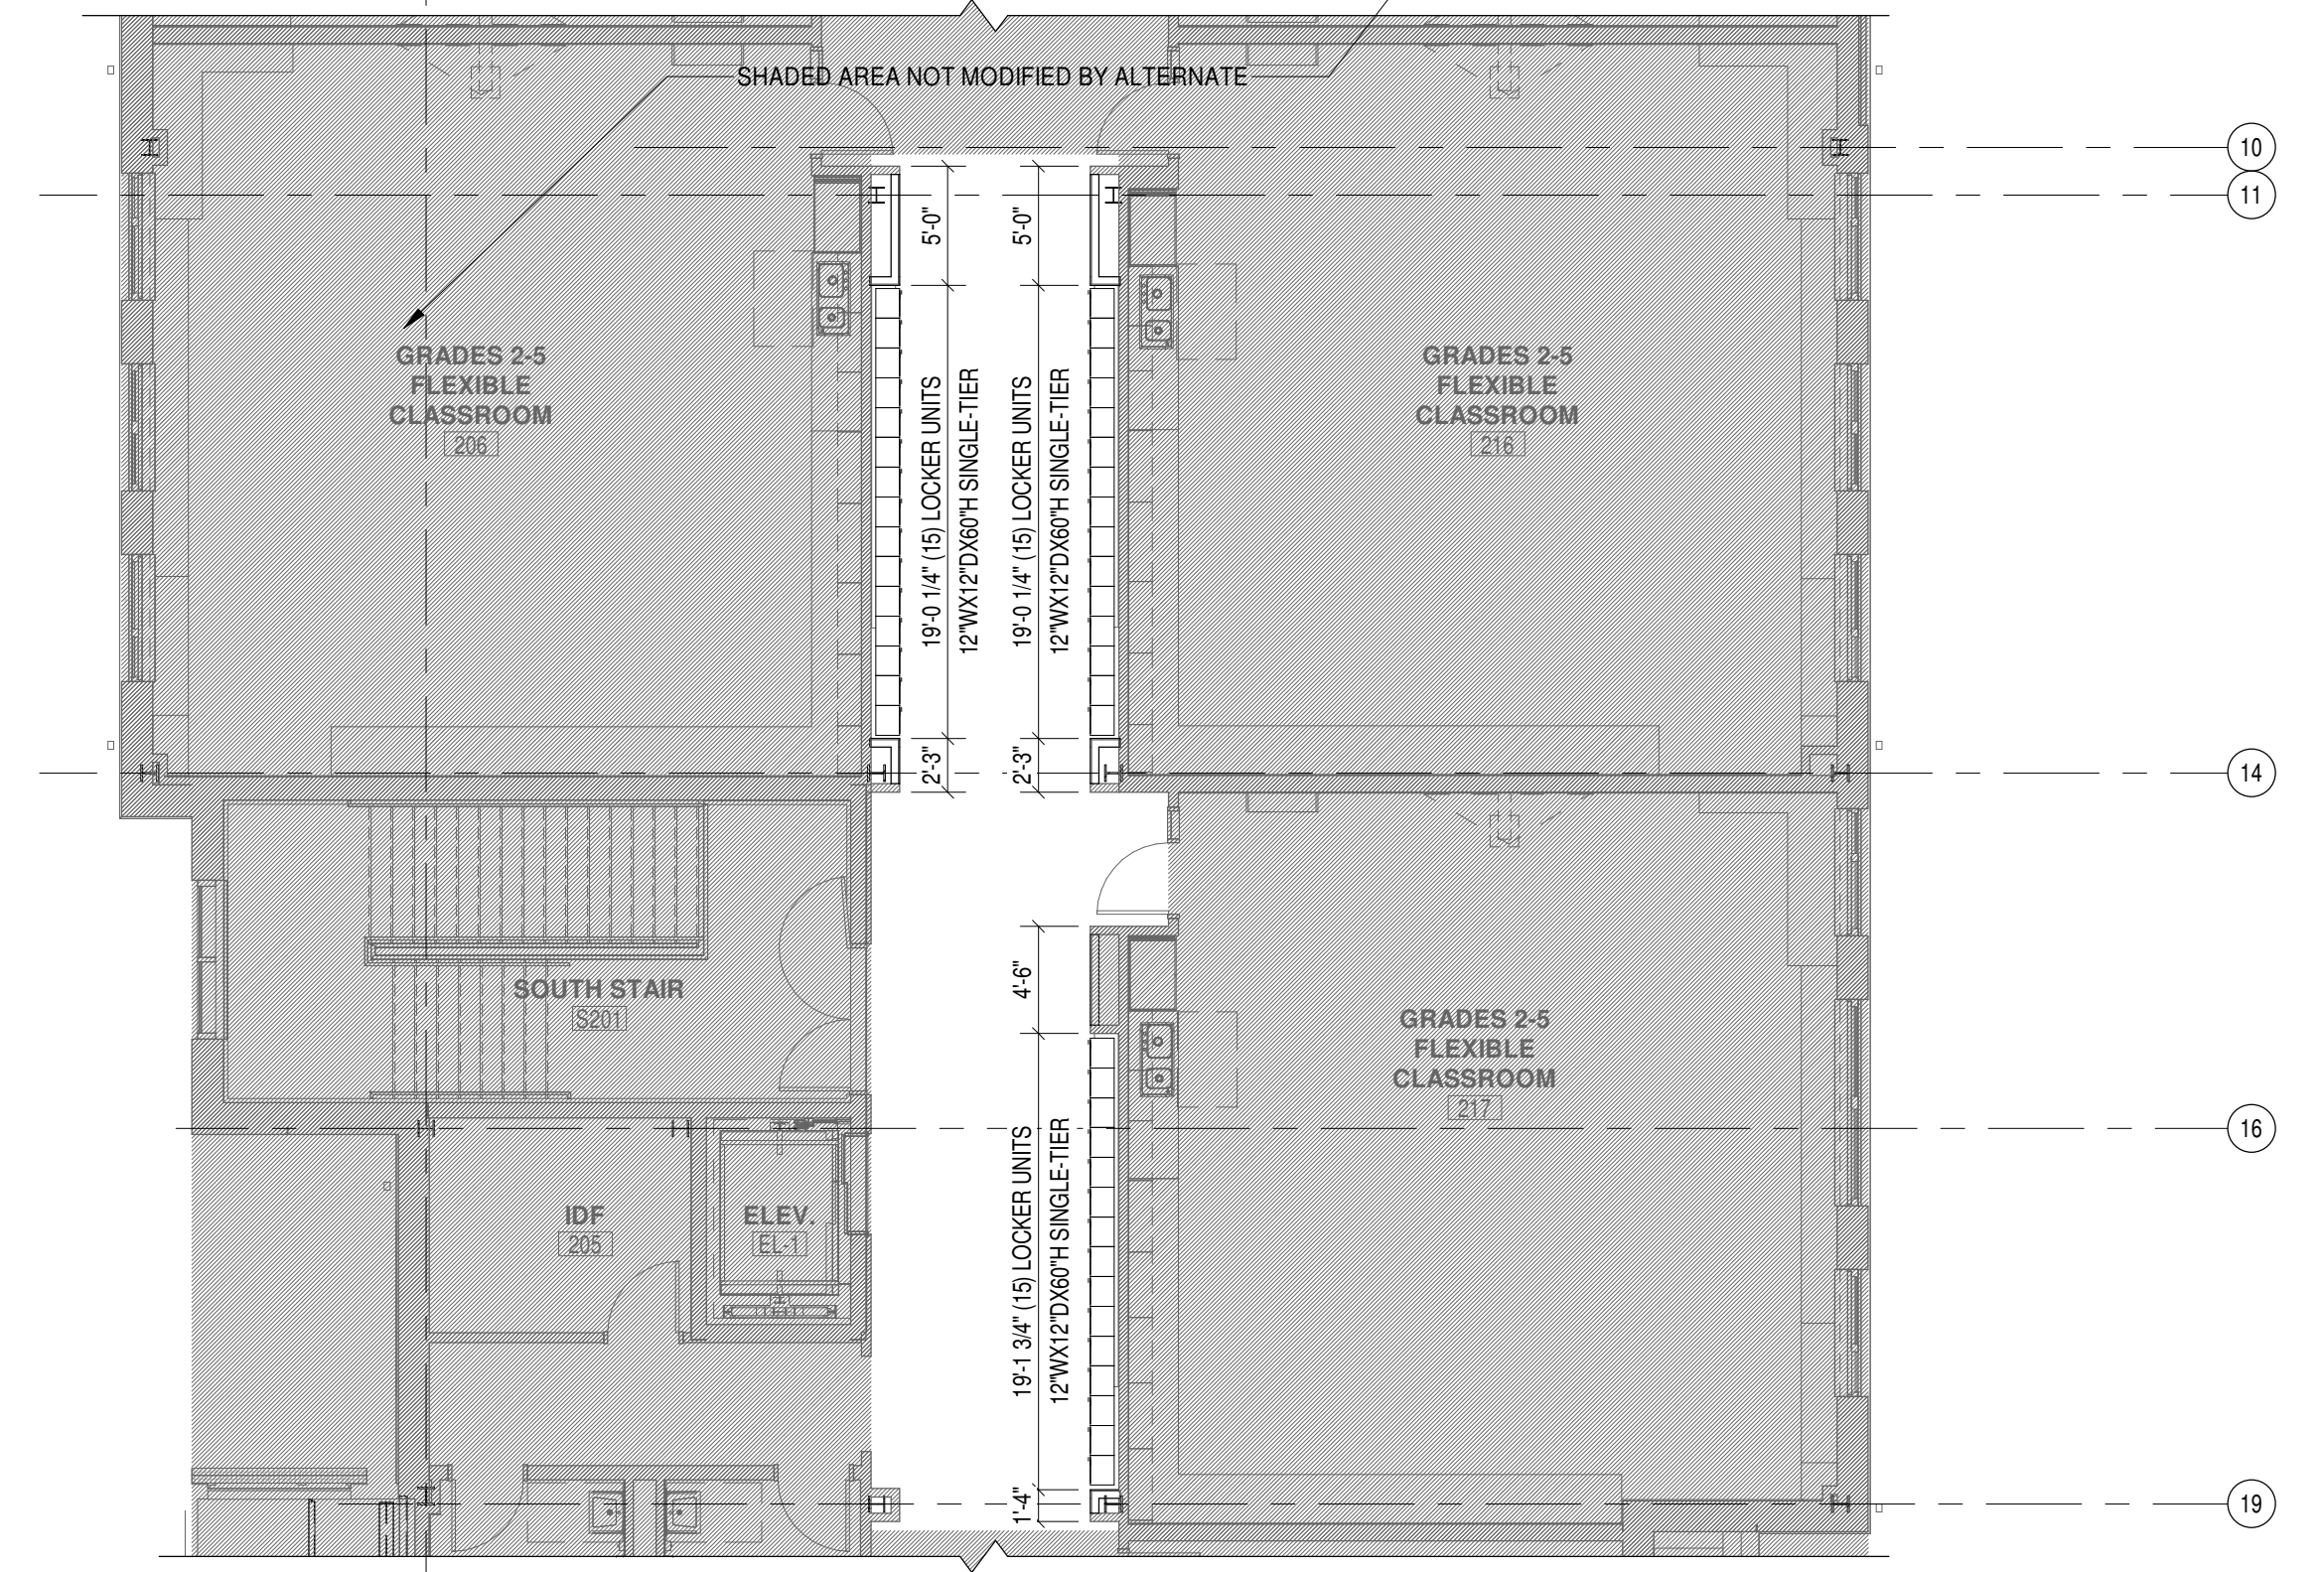 SHADED AREA NOT MODIFIED BY ALTERNATE
10
11
5'-0"
5'-0"
GRADES 2-5
FLEXIBLE
CLASSROOM
206
19'-0 1/4" (15) LOCKER UNITS
12"WX12"DX60"H SINGLE-TIER
19'-0 1/4" (15) LOCKER UNITS
12"WX12"DX60"H SINGLE-TIER
GRADES 2-5
FLEXIBLE
CLASSROOM
216
2'-3"
2'-3"
14
SOUTH STAIR
S201
4'-6"
GRADES 2-5
FLEXIBLE
CLASSROOM
217
16
IDF
205
ELEV.
EL-1
19'-1 3/4" (15) LOCKER UNITS
12"WX12"DX60"H SINGLE-TIER
1'-4"
19